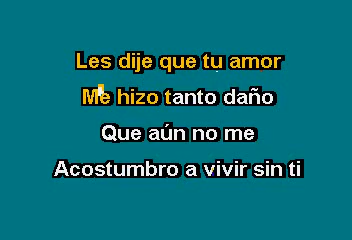 Les dije que tu amor
Me hizo tanto daño
Que aún no me
Acostumbro a vivir sin ti